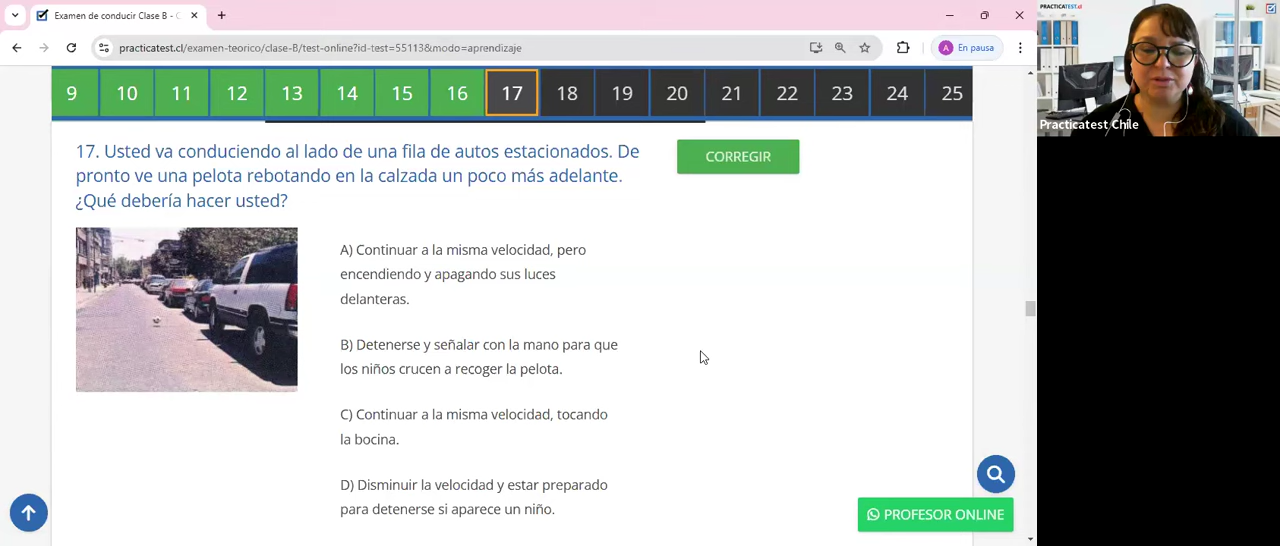 Examen de conducir Clase B - C
practicatest.cl/examen-teorico/clase-B/test-online?id-test=55113&modo=aprendizaje
A
En pausa
PRACTICATEST.cl
Practicatest Chile
9 10 11 12 13 14 15 16 17 18 19 20 21 22 23 24 25
17. Usted va conduciendo al lado de una fila de autos estacionados. De
pronto ve una pelota rebotando en la calzada un poco más adelante.
¿Qué debería hacer usted?
CORREGIR
A) Continuar a la misma velocidad, pero
encendiendo y apagando sus luces
delanteras.
B) Detenerse y señalar con la mano para que
los niños crucen a recoger la pelota.
C) Continuar a la misma velocidad, tocando
la bocina.
D) Disminuir la velocidad y estar preparado
para detenerse si aparece un niño.
PROFESOR ONLINE